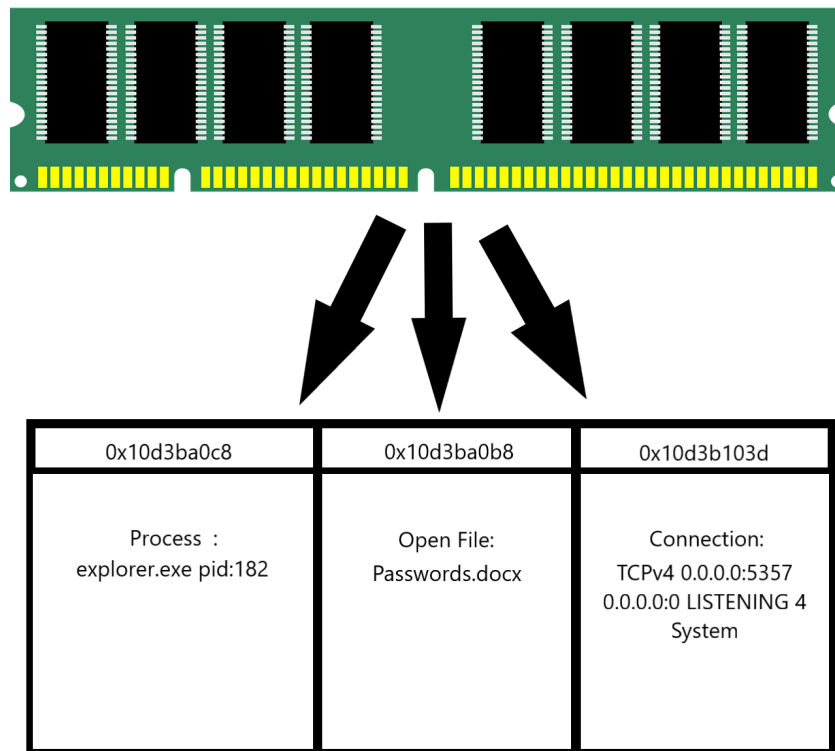 0x10d3ba0c8
0x10d3ba0b8
0x10d3b103d
Process :
explorer.exe pid:182
Open File:
Passwords.docx
Connection:
TCPv4 0.0.0.0:5357
0.0.0.0:0 LISTENING 4
System